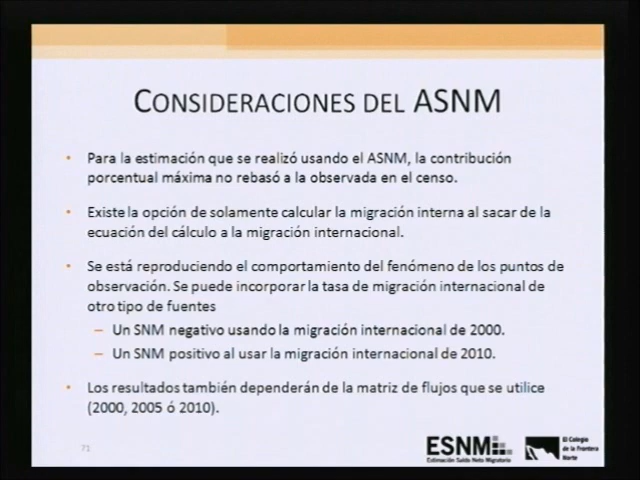 CONSIDERACIONES DEL ASNM
• Para la estimación que se realizó usando el ASNM, la contribución
porcentual máxima no rebasó a la observada en el censo.
• Existe la opción de solamente calcular la migración interna al sacar de la
ecuación del cálculo a la migración internacional.
• Se está reproduciendo el comportamiento del fenómeno de los puntos de
observación. Se puede incorporar la tasa de migración internacional de
otro tipo de fuentes
– Un SNM negativo usando la migración internacional de 2000.
– Un SNM positivo al usar la migración internacional de 2010.
• Los resultados también dependerán de la matriz de flujos que se utilice
(2000, 2005 ó 2010).
71
ESNM
Estimación Saldo Neto Migratorio
El Colegio
de la Frontera
Norte